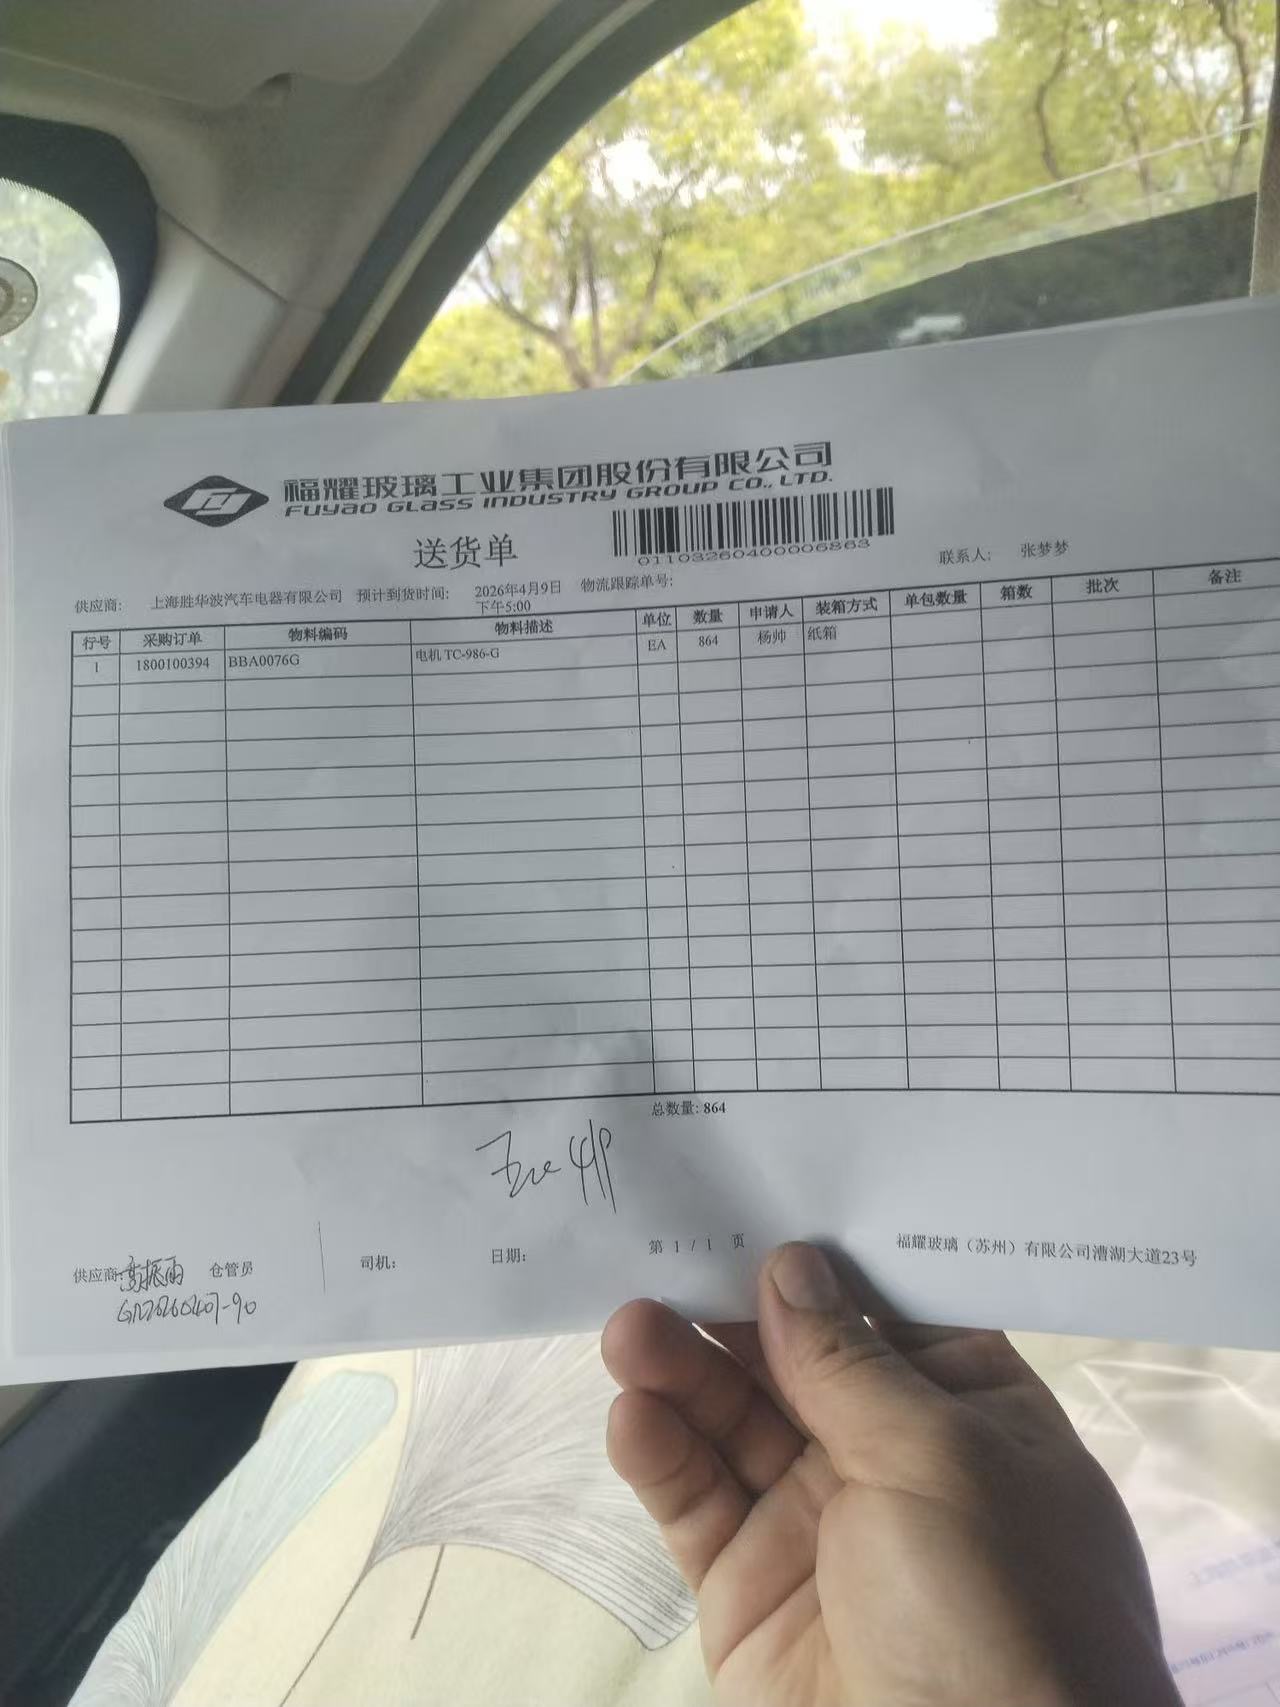 福耀玻璃工业集团股份有限公司
FUYAO GLASS INDUSTRY GROUP CO., LTD.
送货单
01103260400006863
联系人: 张梦梦
供应商: 上海胜华波汽车电器有限公司 预计到货时间: 2026年4月9日 下午5:00 物流跟踪单号:
行号 采购订单 物料编码 物料描述 单位 数量 申请人 装箱方式 单包数量 箱数 批次 备注
1 1800100394 BBA0076G 电机 TC-986-G EA 864 杨帅 纸箱
总数量: 864
供应商 高振雨 仓管员 司机: 日期: 第 1 / 1 页 福耀玻璃（苏州）有限公司漕湖大道23号